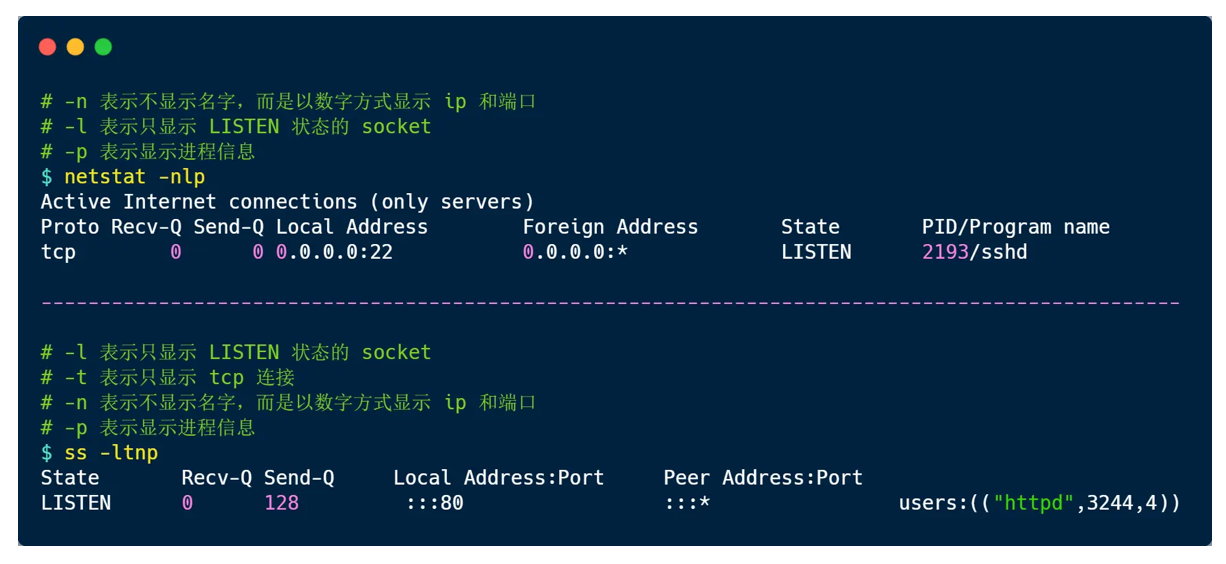 # -n 表示不显示名字，而是以数字方式显示 ip 和端口
# -l 表示只显示 LISTEN 状态的 socket
# -p 表示显示进程信息
$ netstat -nlp
Active Internet connections (only servers)
Proto Recv-Q Send-Q Local Address        Foreign Address       State       PID/Program name
tcp        0      0 0.0.0.0:22           0.0.0.0:*             LISTEN      2193/sshd
-------------------------------------------------------------------------------------------------
# -l 表示只显示 LISTEN 状态的 socket
# -t 表示只显示 tcp 连接
# -n 表示不显示名字，而是以数字方式显示 ip 和端口
# -p 表示显示进程信息
$ ss -ltnp
State       Recv-Q Send-Q     Local Address:Port     Peer Address:Port
LISTEN      0      128         :::80                 :::*                users:(("httpd",3244,4))